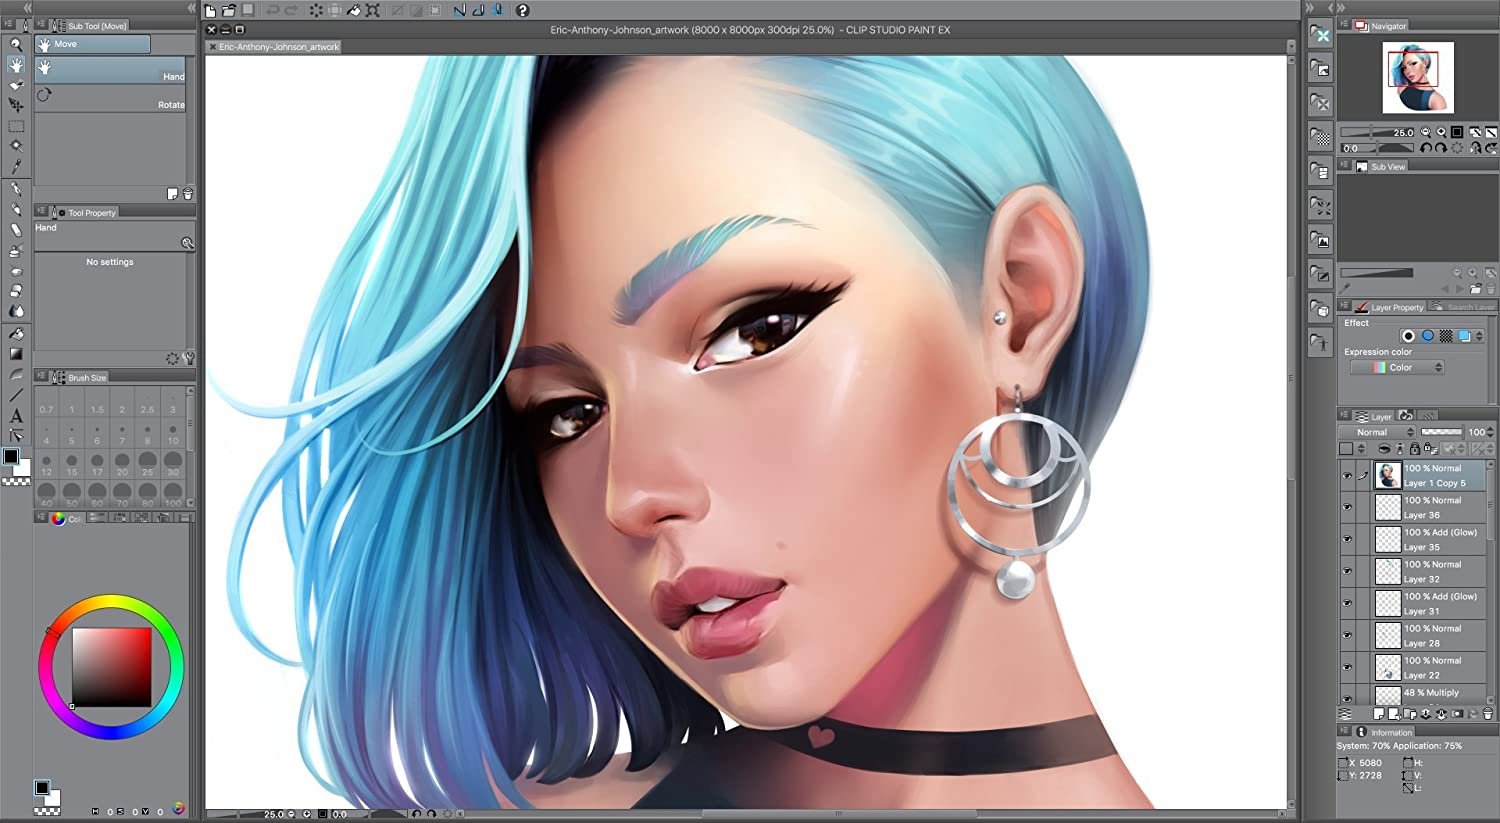 Eric-Anthony-Johnson_artwork (8000 x 8000px 300dpi 25.0%) - CLIP STUDIO PAINT EX
Eric-Anthony-Johnson_artwork
Sub Tool [Move]
Move
Hand
Rotate
Tool Property
Hand
No settings
Brush Size
0.7 1 1.5 2 2.5 3
4 5 6 7 8 10
12 15 17 20 25 30
40 50 60 70 80 100
H 0 S 0 V 0
25.0 0.0
Navigator
25.0
0.0
Sub View
Layer Property Search Layer
Effect
Expression color
Color
Layer
Normal 100
100 % Normal
Layer 1 Copy 5
100 % Normal
Layer 36
100 % Add (Glow)
Layer 35
100 % Normal
Layer 32
100 % Add (Glow)
Layer 31
100 % Normal
Layer 28
100 % Normal
Layer 22
48 % Multiply
Information
System: 70% Application: 75%
X 5080 H:
Y: 2728 V:
L: